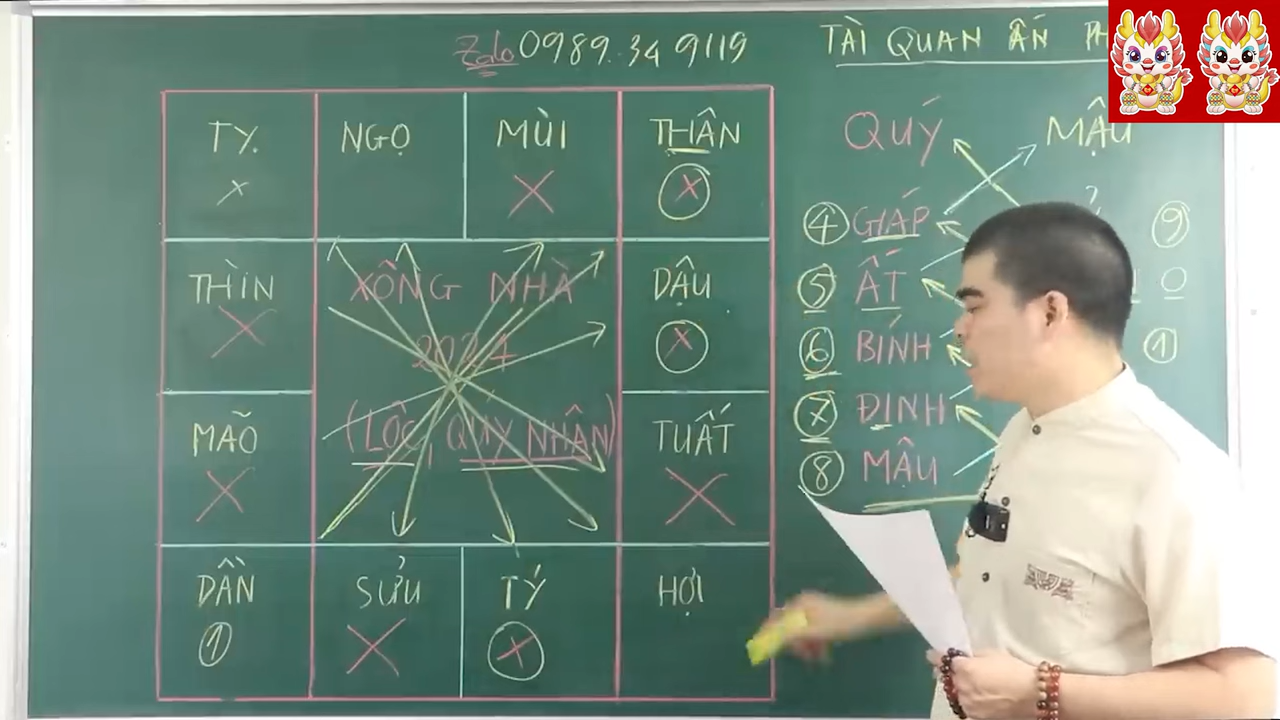 Zalo 0989.34 9119
TÀI QUAN ẤN
TỴ NGỌ MÙI THÂN
THÌN DẬU
MÃO TUẤT
DẦN SỬU TÝ HỢI
1
XÔNG NHÀ
2024
(LỘC, QUÝ NHÂN)
QUÝ MẬU
4 GIÁP 9
5 ẤT 10
6 BÍNH 1
7 ĐINH
8 MẬU